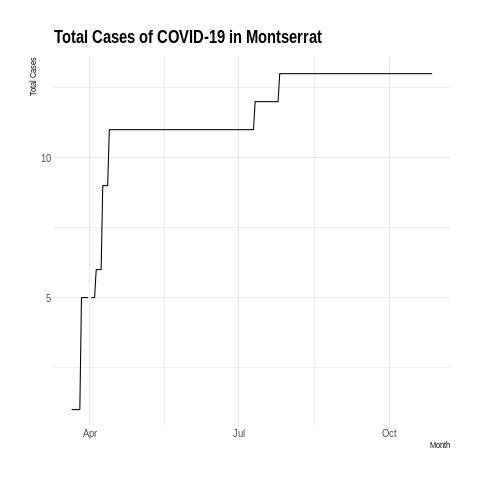 Total Cases of COVID-19 in Montserrat
Total Cases
10
5
Apr Jul Oct
Month